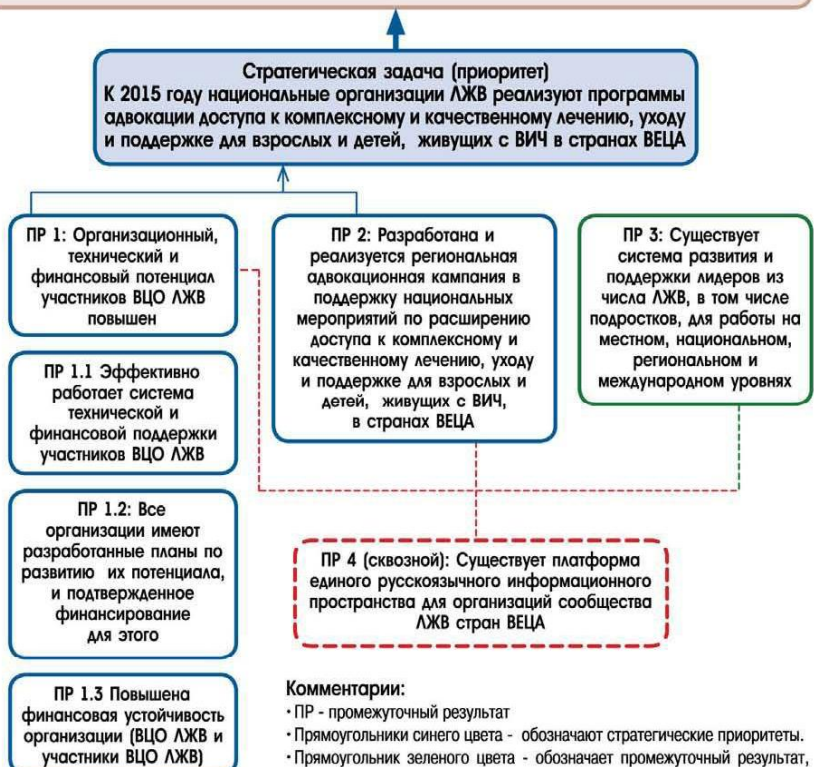 Стратегическая задача (приоритет)
К 2015 году национальные организации ЛЖВ реализуют программы
адвокации доступа к комплексному и качественному лечению, уходу
и поддержке для взрослых и детей, живущих с ВИЧ в странах ВЕЦА
ПР 1: Организационный,
технический и
финансовый потенциал
участников ВЦО ЛЖВ
повышен
ПР 1.1 Эффективно
работает система
технической и
финансовой поддержки
участников ВЦО ЛЖВ
ПР 1.2: Все
организации имеют
разработанные планы по
развитию их потенциала,
и подтвержденное
финансирование
для этого
ПР 1.3 Повышена
финансовая устойчивость
организации (ВЦО ЛЖВ и
участники ВЦО ЛЖВ)
ПР 2: Разработана и
реализуется региональная
адвокационная кампания в
поддержку национальных
мероприятий по расширению
доступа к комплексному и
качественному лечению, уходу
и поддержке для взрослых и
детей, живущих с ВИЧ,
в странах ВЕЦА
ПР 3: Существует
система развития и
поддержки лидеров из
числа ЛЖВ, в том числе
подростков, для работы на
местном, национальном,
региональном и
международном уровнях
ПР 4 (сквозной): Существует платформа
единого русскоязычного информационного
пространства для организаций сообщества
ЛЖВ стран ВЕЦА
Комментарии:
· ПР - промежуточный результат
· Прямоугольники синего цвета - обозначают стратегические приоритеты.
· Прямоугольник зеленого цвета - обозначает промежуточный результат,